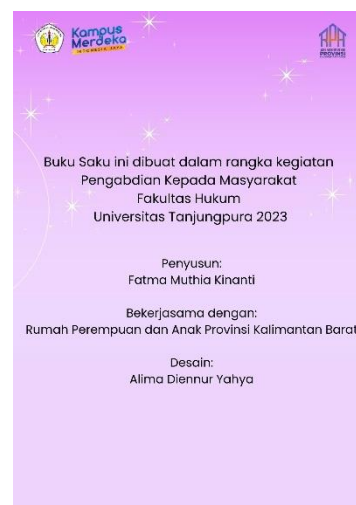 Kampus
Merdeka
PROVINSI
Buku Saku ini dibuat dalam rangka kegiatan
Pengabdian Kepada Masyarakat
Fakultas Hukum
Universitas Tanjungpura 2023
Penyusun:
Fatma Muthia Kinanti
Bekerjasama dengan:
Rumah Perempuan dan Anak Provinsi Kalimantan Barat
Desain:
Alima Diennur Yahya